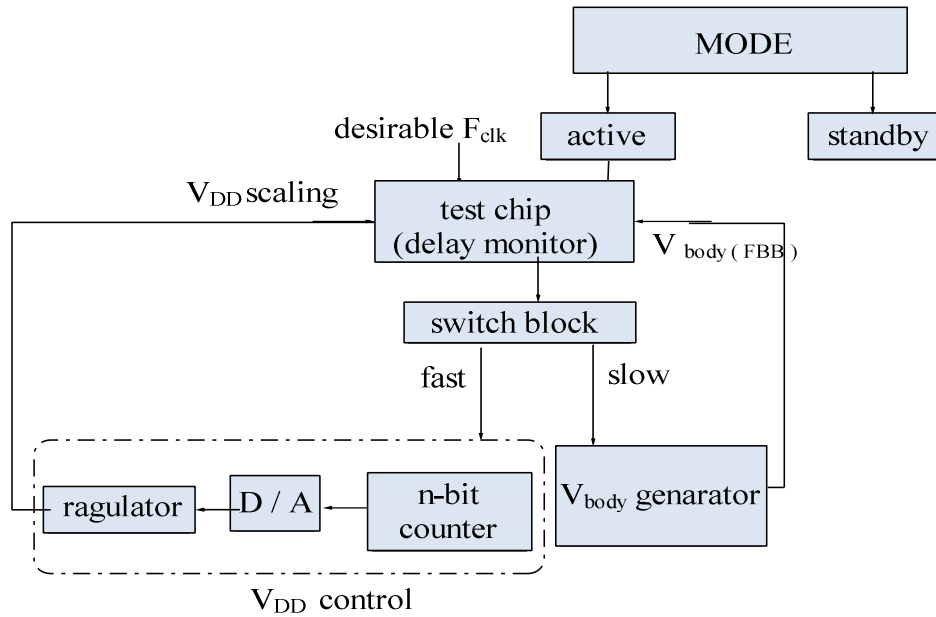 MODE
active
standby
desirable Fclk
VDD scaling
test chip
(delay monitor)
V body ( FBB )
switch block
fast
slow
ragulator
D / A
n-bit
counter
Vbody genarator
VDD control